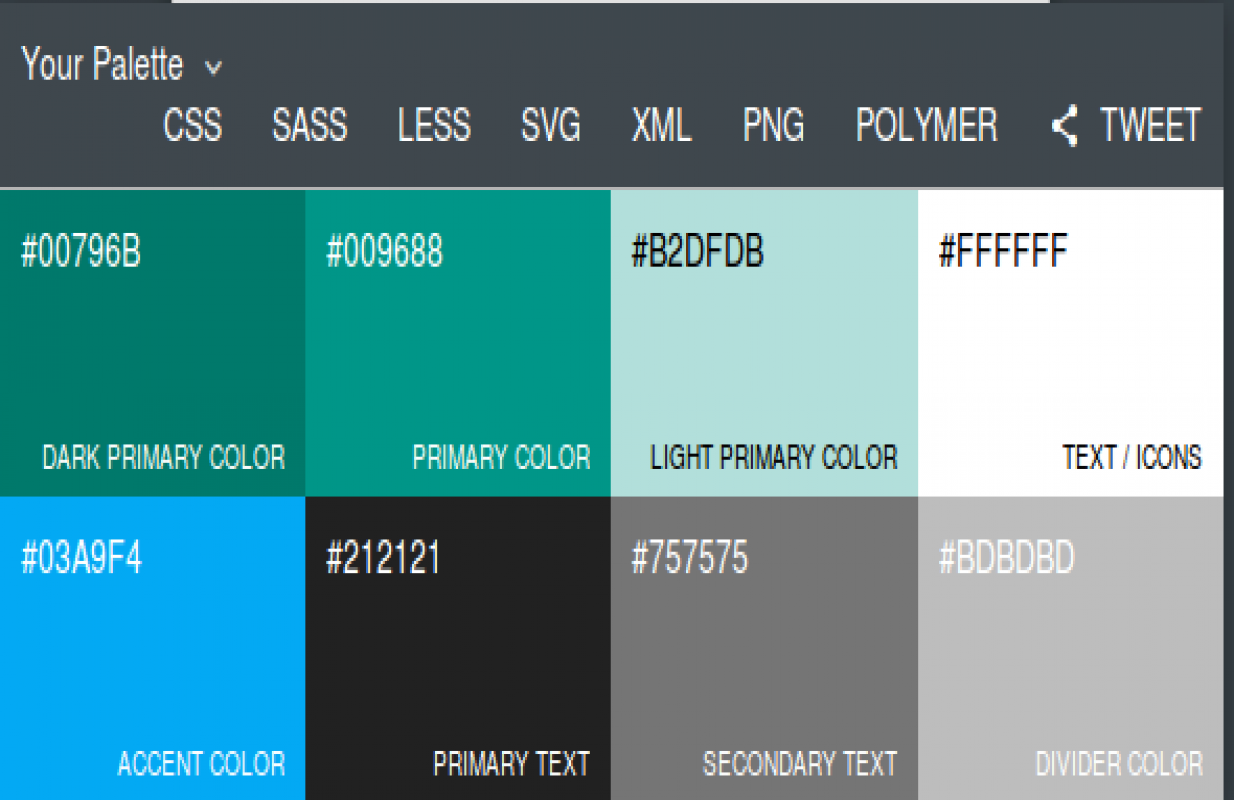 Your Palette
CSS SASS LESS SVG XML PNG POLYMER TWEET
#00796B #009688 #B2DFDB #FFFFFF
DARK PRIMARY COLOR PRIMARY COLOR LIGHT PRIMARY COLOR TEXT / ICONS
#03A9F4 #212121 #757575 #BDBDBD
ACCENT COLOR PRIMARY TEXT SECONDARY TEXT DIVIDER COLOR